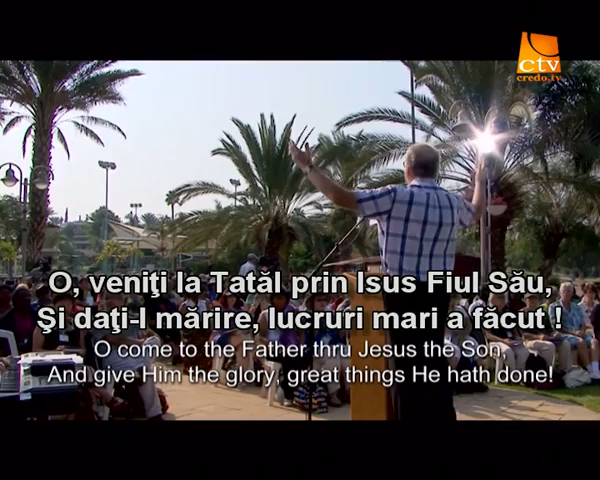 ctv
credo.tv
O, veniţi la Tatăl prin Isus Fiul Său,
Şi daţi-I mărire, lucruri mari a făcut !
O come to the Father thru Jesus the Son,
And give Him the glory, great things He hath done!